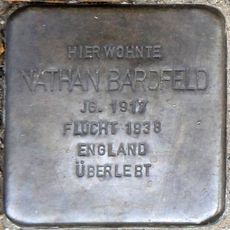 HIER WOHNTE
NATHAN BARDFELD
JG. 1917
FLUCHT 1938
ENGLAND
ÜBERLEBT